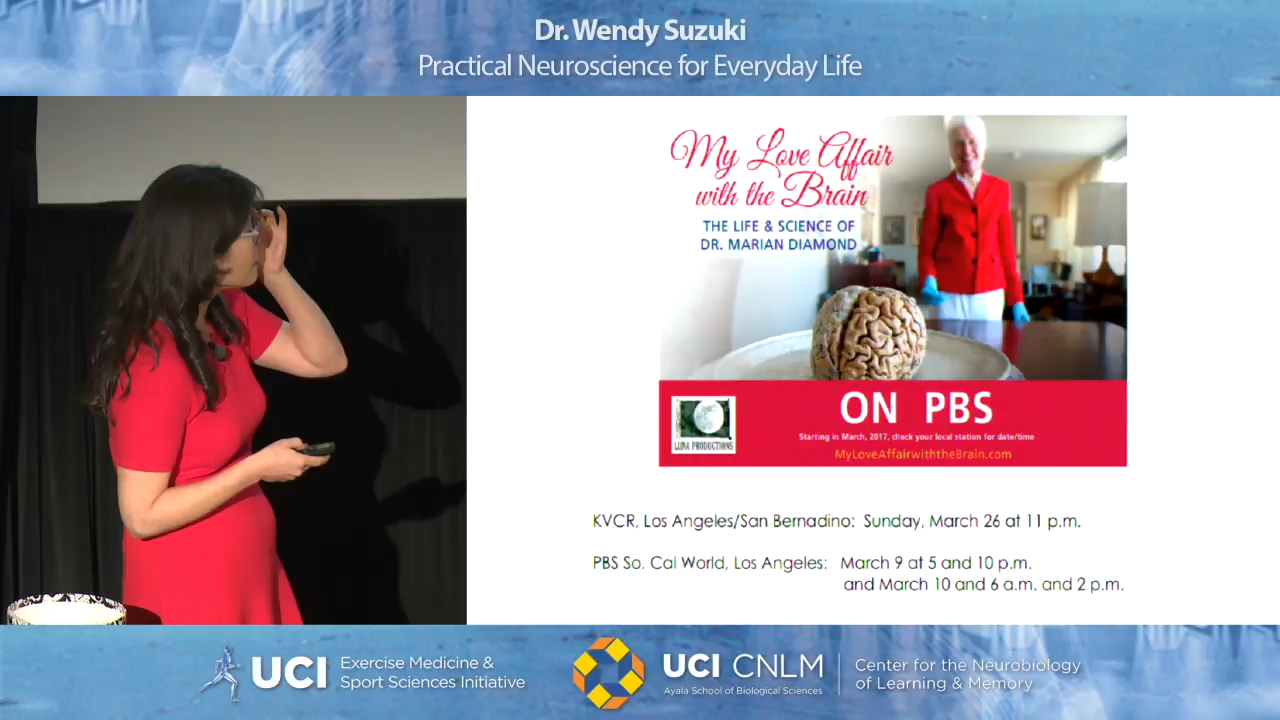 Dr. Wendy Suzuki
Practical Neuroscience for Everyday Life
My Love Affair
with the Brain
THE LIFE & SCIENCE OF
DR. MARIAN DIAMOND
LUNA PRODUCTIONS
ON PBS
Starting in March, 2017, check your local station for date/time
MyLoveAffairwiththeBrain.com
KVCR, Los Angeles/San Bernadino: Sunday, March 26 at 11 p.m.
PBS So. Cal World, Los Angeles: March 9 at 5 and 10 p.m.
and March 10 and 6 a.m. and 2 p.m.
UCI Exercise Medicine &
Sport Sciences Initiative
UCI CNLM
Ayala School of Biological Sciences
Center for the Neurobiology
of Learning & Memory